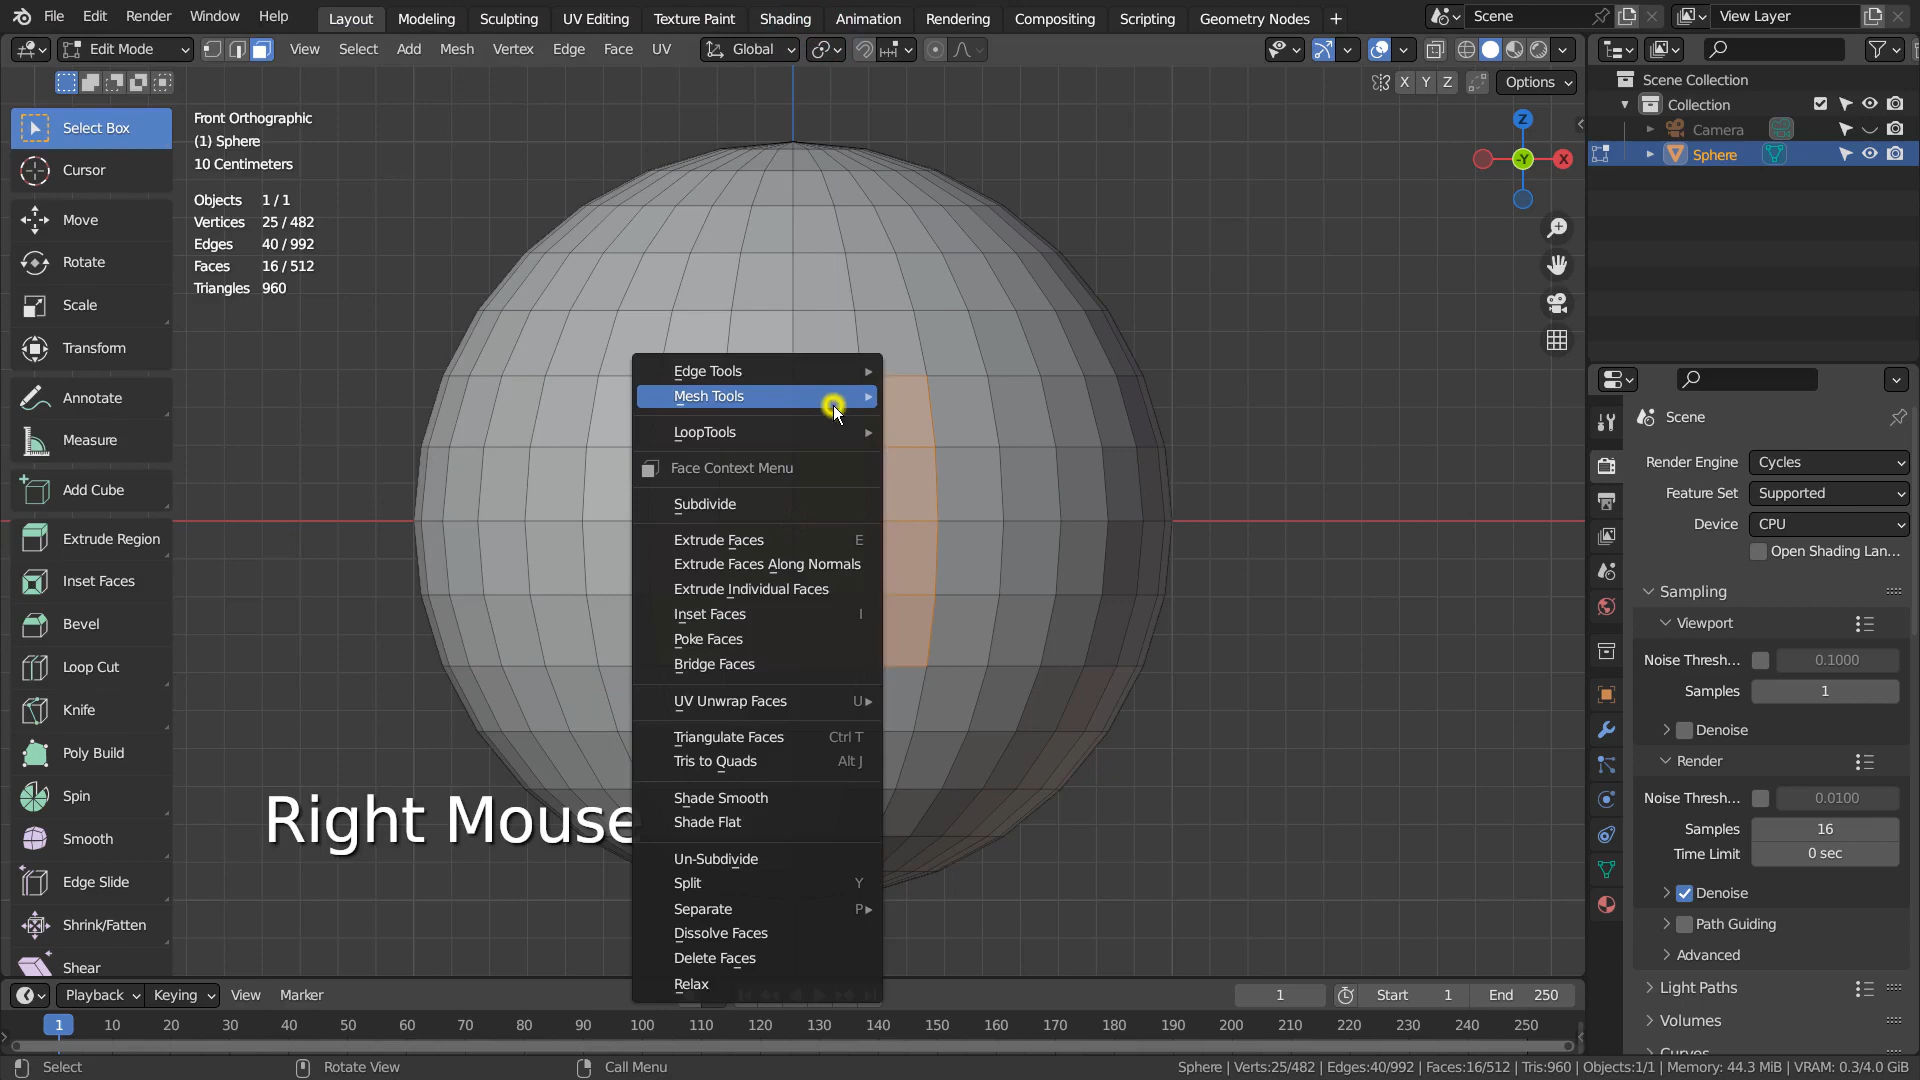 File Edit Render Window Help Layout Modeling Sculpting UV Editing Texture Paint Shading Animation Rendering Compositing Scripting Geometry Nodes + Scene View Layer
Edit Mode View Select Add Mesh Vertex Edge Face UV Global
X Y Z Options
Select Box
Cursor
Move
Rotate
Scale
Transform
Annotate
Measure
Add Cube
Extrude Region
Inset Faces
Bevel
Loop Cut
Knife
Poly Build
Spin
Smooth
Edge Slide
Shrink/Fatten
Shear
Front Orthographic
(1) Sphere
10 Centimeters
Objects 1 / 1
Vertices 25 / 482
Edges 40 / 992
Faces 16 / 512
Triangles 960
Z
-Y X
Edge Tools
Mesh Tools
LoopTools
Face Context Menu
Subdivide
Extrude Faces E
Extrude Faces Along Normals
Extrude Individual Faces
Inset Faces I
Poke Faces
Bridge Faces
UV Unwrap Faces U
Triangulate Faces Ctrl T
Tris to Quads Alt J
Shade Smooth
Shade Flat
Un-Subdivide
Split Y
Separate P
Dissolve Faces
Delete Faces
Relax
Right Mouse
Scene Collection
Collection
Camera
Sphere
Scene
Render Engine Cycles
Feature Set Supported
Device CPU
Open Shading Lan...
Sampling
Viewport
Noise Thresh... 0.1000
Samples 1
Denoise
Render
Noise Thresh... 0.0100
Samples 16
Time Limit 0 sec
Denoise
Path Guiding
Advanced
Light Paths
Volumes
Curves
Playback Keying View Marker 1 Start 1 End 250
1 10 20 30 40 50 60 70 80 90 100 110 120 130 140 150 160 170 180 190 200 210 220 230 240 250
Select Rotate View Call Menu Sphere | Verts:25/482 | Edges:40/992 | Faces:16/512 | Tris:960 | Objects:1/1 | Memory: 44.3 MiB | VRAM: 0.3/4.0 GiB